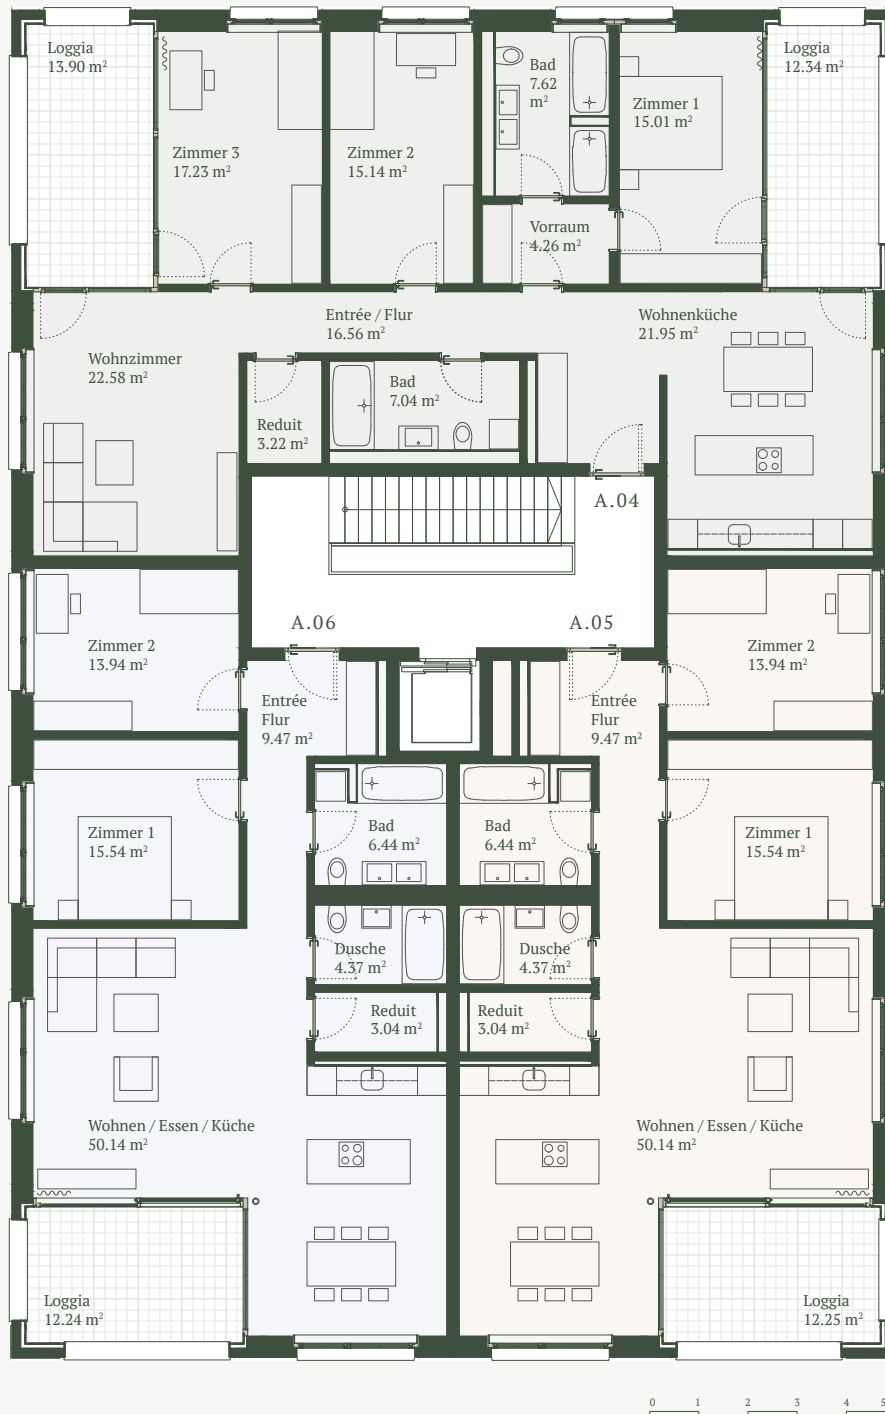 Loggia
13.90 m²
Zimmer 3
17.23 m²
Zimmer 2
15.14 m²
Bad
7.62
m²
Zimmer 1
15.01 m²
Loggia
12.34 m²
Vorraum
4.26 m²
Entrée / Flur
16.56 m²
Wohnenküche
21.95 m²
Wohnzimmer
22.58 m²
Reduit
3.22 m²
Bad
7.04 m²
A.04
A.06
A.05
Zimmer 2
13.94 m²
Entrée
Flur
9.47 m²
Entrée
Flur
9.47 m²
Zimmer 2
13.94 m²
Zimmer 1
15.54 m²
Bad
6.44 m²
Bad
6.44 m²
Zimmer 1
15.54 m²
Dusche
4.37 m²
Dusche
4.37 m²
Reduit
3.04 m²
Reduit
3.04 m²
Wohnen / Essen / Küche
50.14 m²
Wohnen / Essen / Küche
50.14 m²
Loggia
12.24 m²
Loggia
12.25 m²
0 1 2 3 4 5